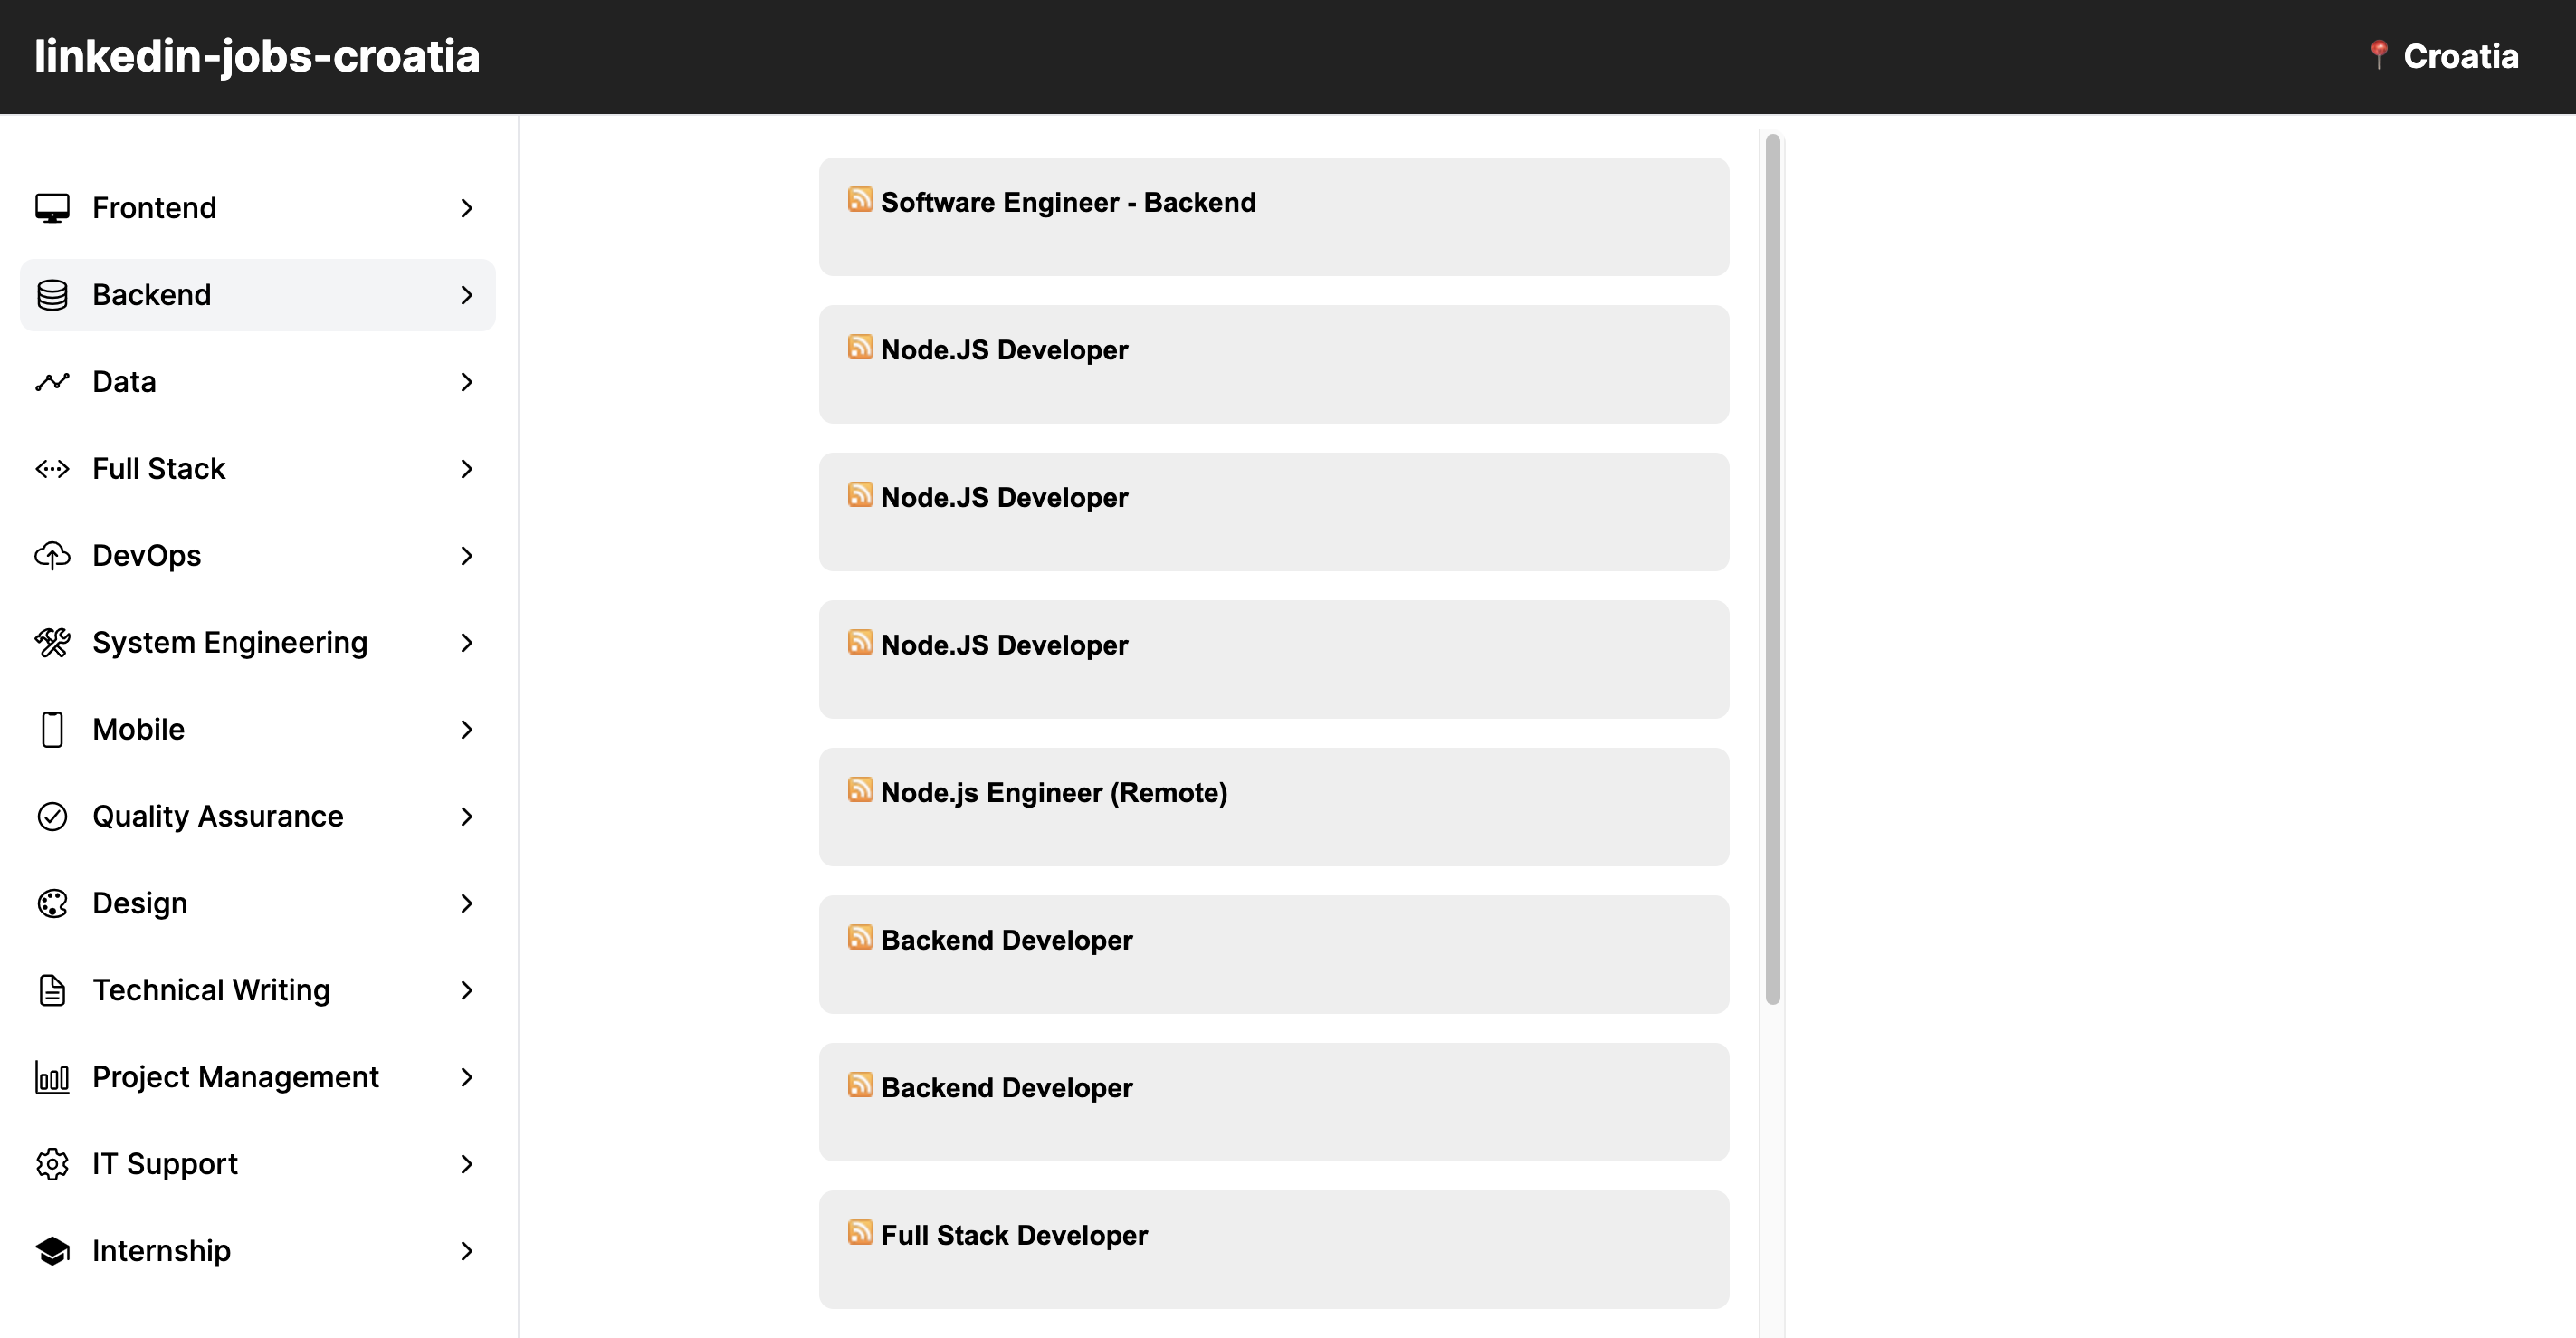 linkedin-jobs-croatia
Croatia
Frontend
Backend
Data
Full Stack
DevOps
System Engineering
Mobile
Quality Assurance
Design
Technical Writing
Project Management
IT Support
Internship
Software Engineer - Backend
Node.JS Developer
Node.JS Developer
Node.JS Developer
Node.js Engineer (Remote)
Backend Developer
Backend Developer
Full Stack Developer